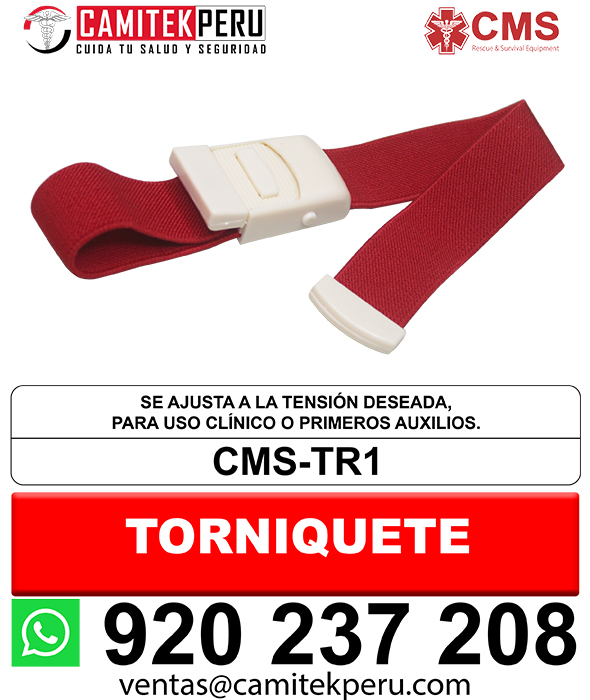 CAMITEKPERU
CUIDA TU SALUD Y SEGURIDAD
CMS
Rescue & Survival Equipment
SE AJUSTA A LA TENSIÓN DESEADA,
PARA USO CLÍNICO O PRIMEROS AUXILIOS.
CMS-TR1
TORNIQUETE
920 237 208
ventas@camitekperu.com